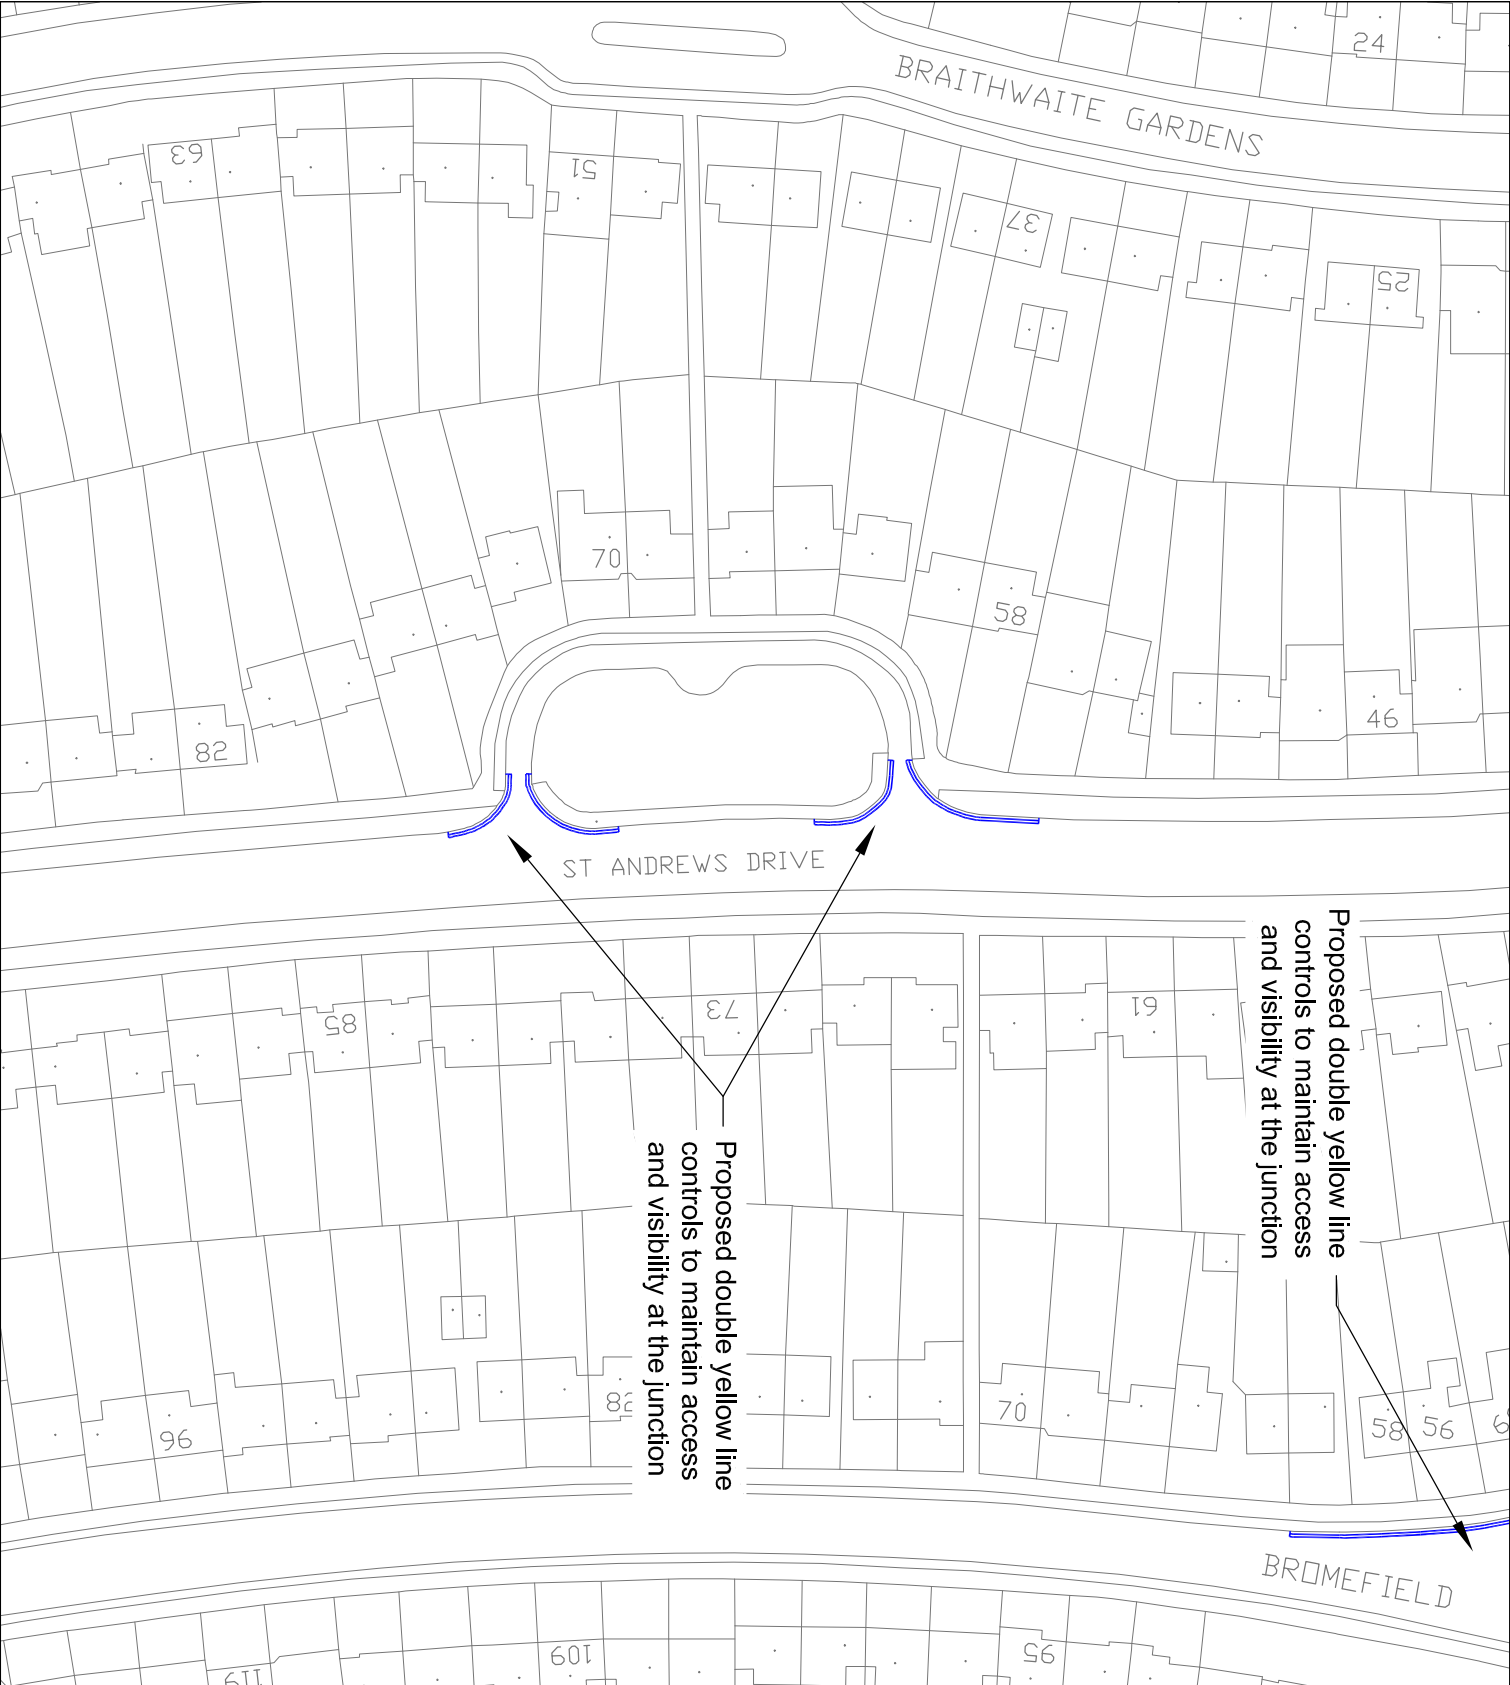 24
BRAITHWAITE GARDENS
63
51
37
25
70
58
46
82
ST ANDREWS DRIVE
Proposed double yellow line
controls to maintain access
and visibility at the junction
85
73
61
Proposed double yellow line
controls to maintain access
and visibility at the junction
96
82
70
58
56
BROMEFIELD
119
109
95